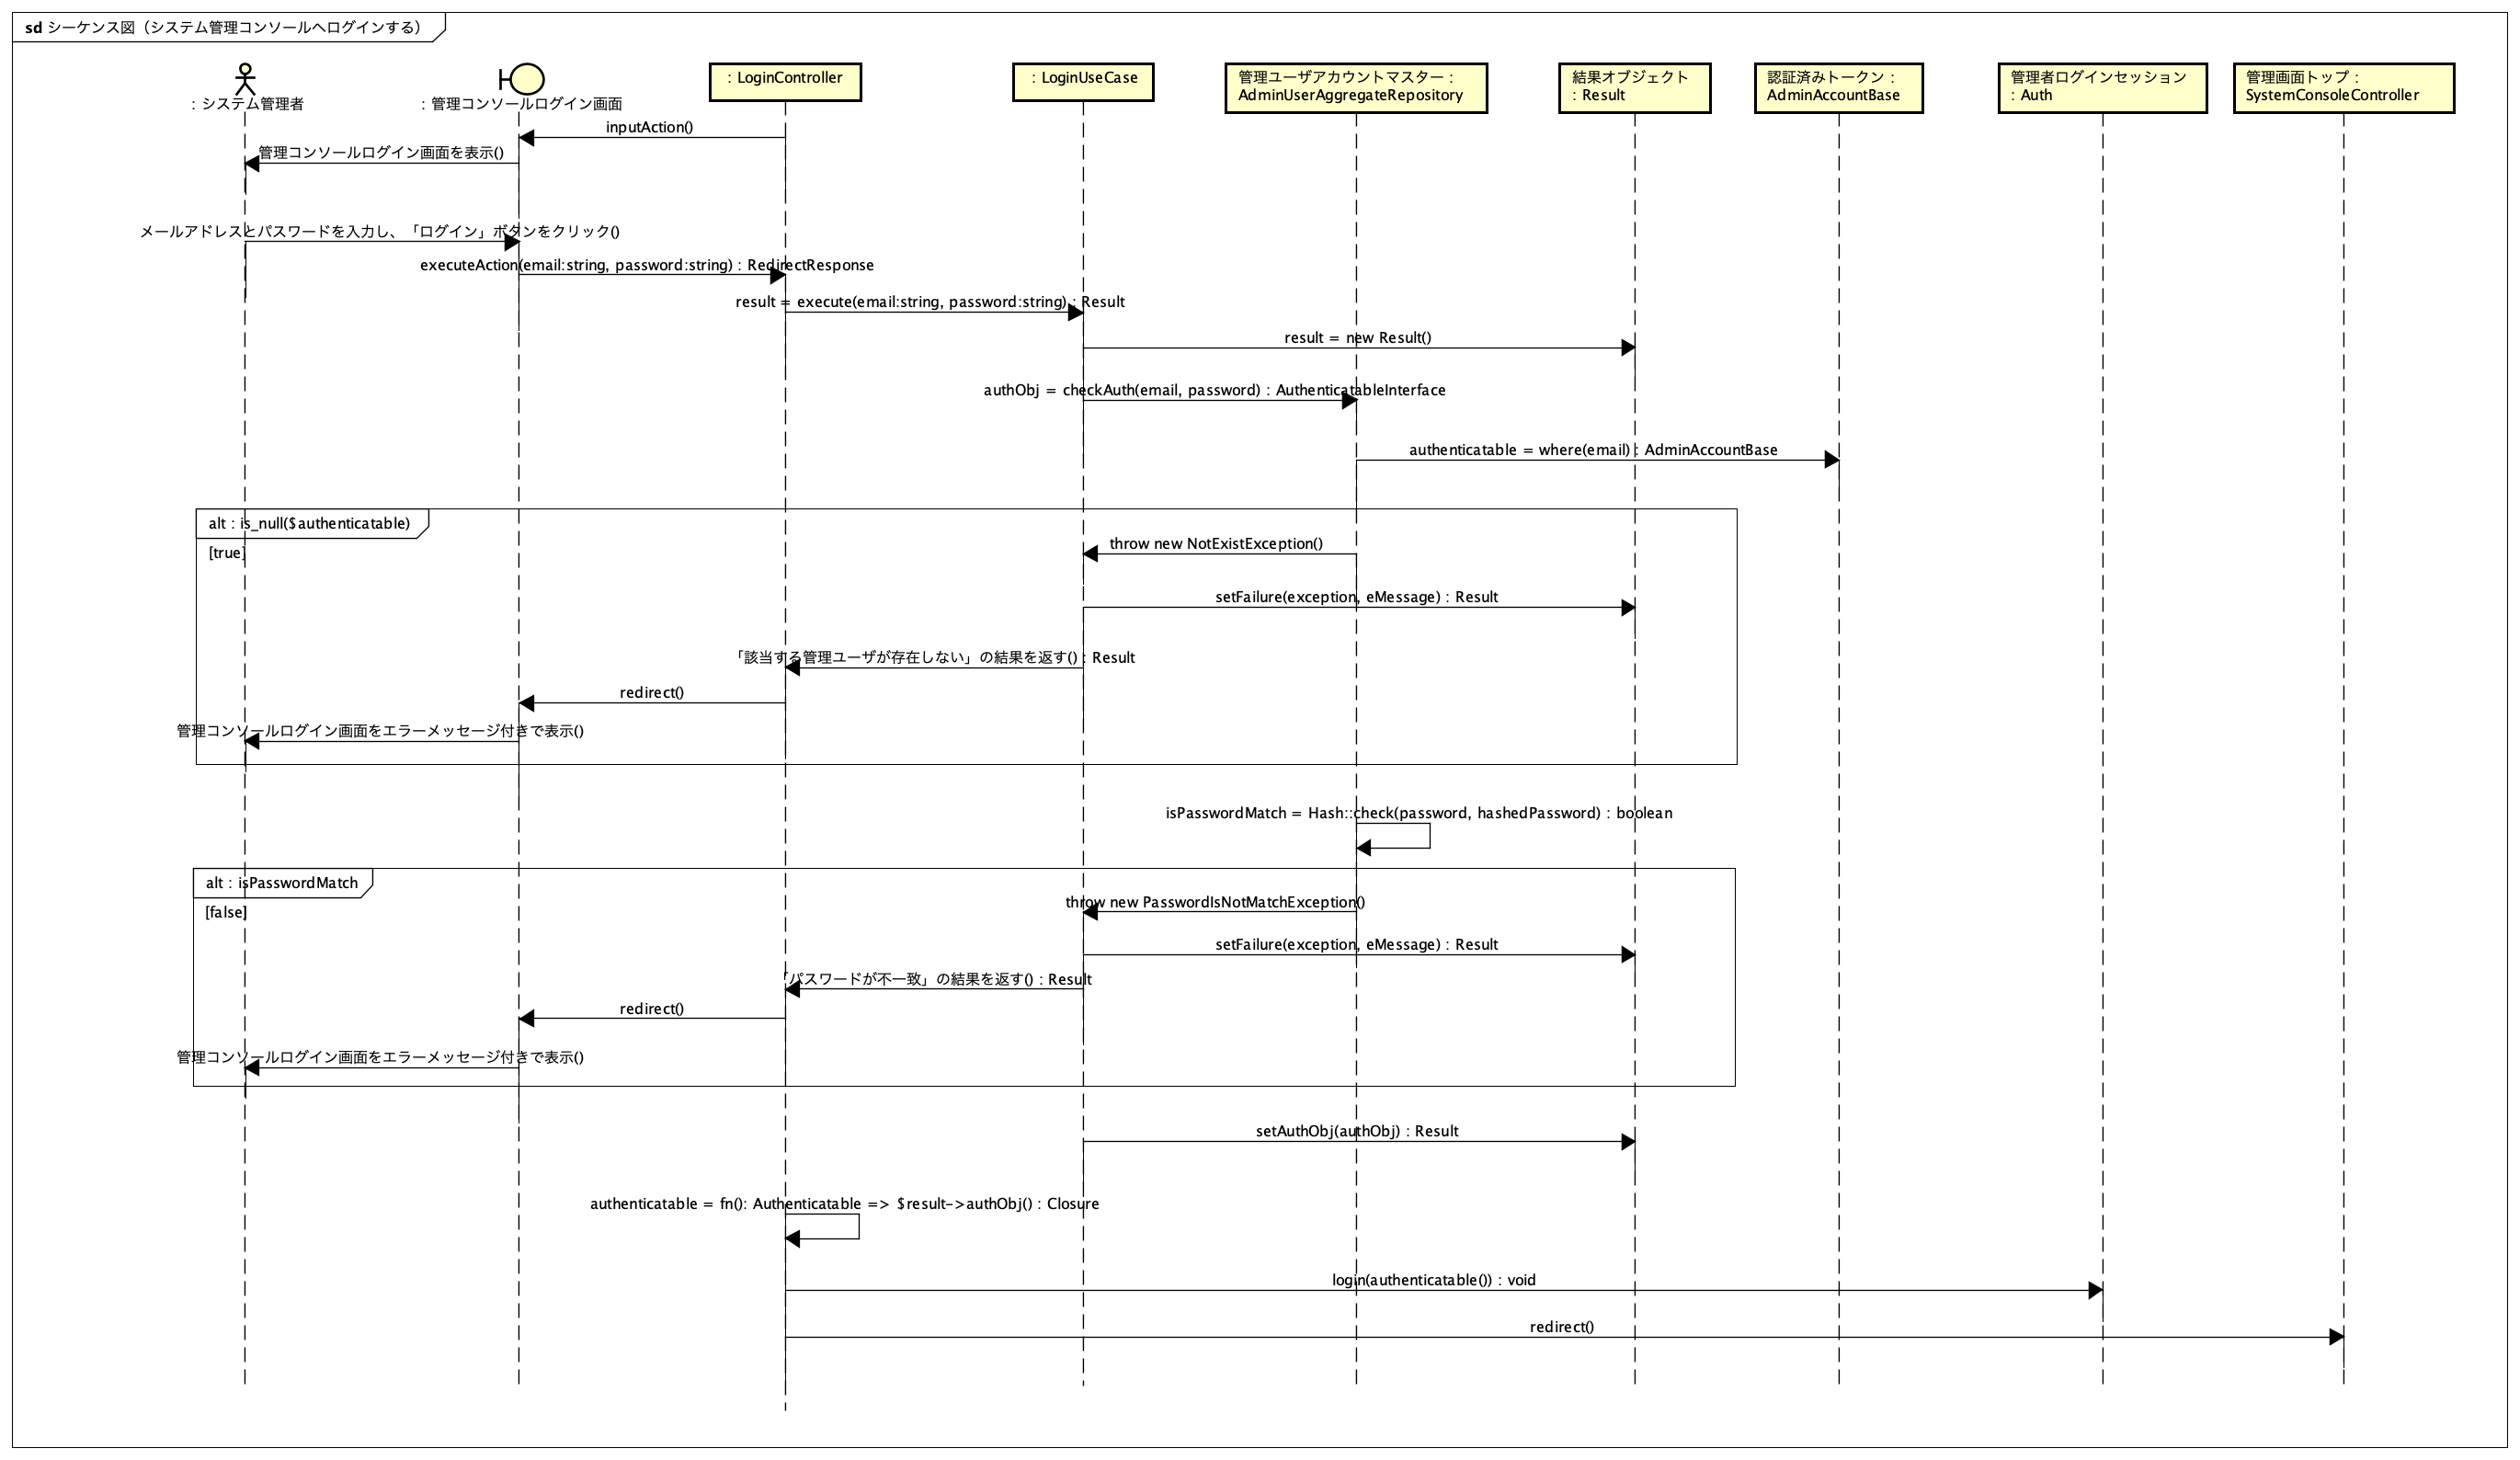 sd シーケンス図（システム管理コンソールへログインする）
: システム管理者
: 管理コンソールログイン画面
: LoginController
: LoginUseCase
管理ユーザアカウントマスター :
AdminUserAggregateRepository
結果オブジェクト
: Result
認証済みトークン :
AdminAccountBase
管理者ログインセッション
: Auth
管理画面トップ :
SystemConsoleController
inputAction()
管理コンソールログイン画面を表示()
メールアドレスとパスワードを入力し、「ログイン」ボタンをクリック()
executeAction(email:string, password:string) : RedirectResponse
result = execute(email:string, password:string) : Result
result = new Result()
authObj = checkAuth(email, password) : AuthenticatableInterface
authenticatable = where(email) : AdminAccountBase
alt : is_null($authenticatable)
[true]
throw new NotExistException()
setFailure(exception, eMessage) : Result
「該当する管理ユーザが存在しない」の結果を返す() : Result
redirect()
管理コンソールログイン画面をエラーメッセージ付きで表示()
isPasswordMatch = Hash::check(password, hashedPassword) : boolean
alt : isPasswordMatch
[false]
throw new PasswordIsNotMatchException()
setFailure(exception, eMessage) : Result
「パスワードが不一致」の結果を返す() : Result
redirect()
管理コンソールログイン画面をエラーメッセージ付きで表示()
setAuthObj(authObj) : Result
authenticatable = fn(): Authenticatable => $result->authObj() : Closure
login(authenticatable()) : void
redirect()